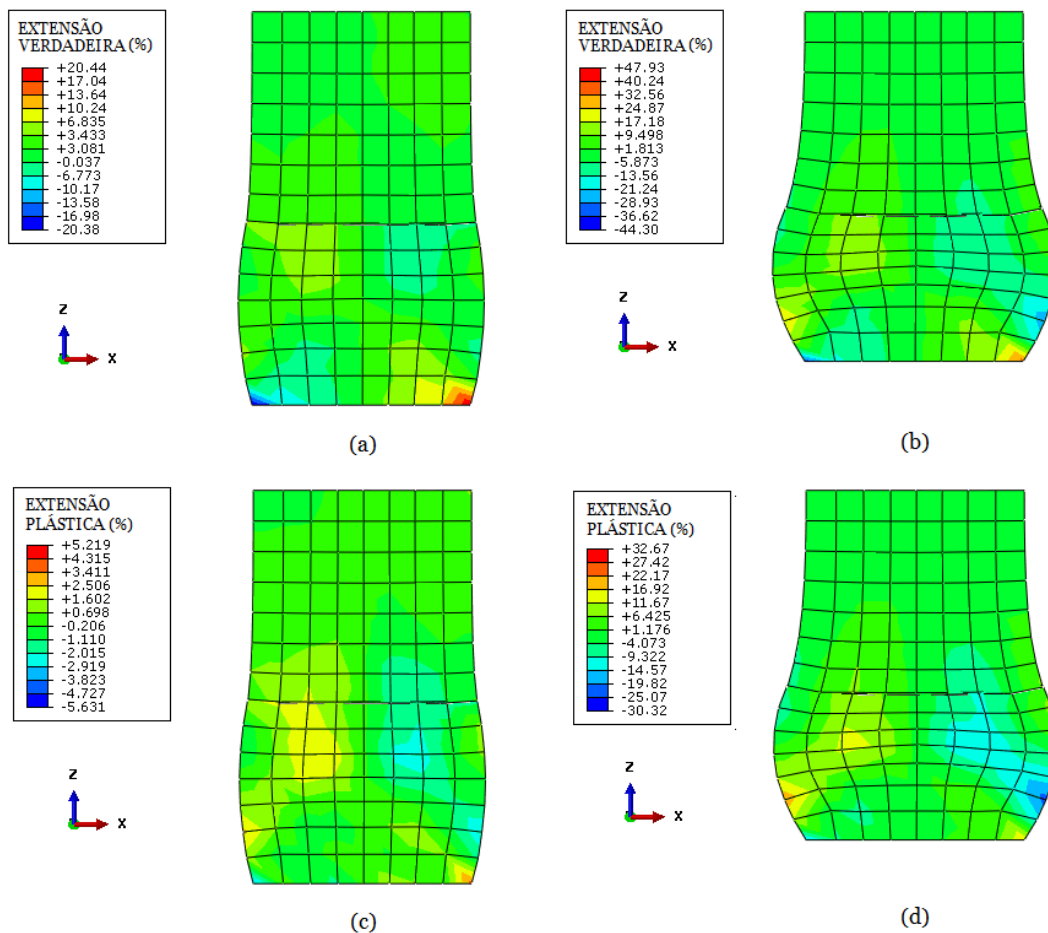 EXTENSÃO
VERDADEIRA (%)
+20.44
+17.04
+13.64
+10.24
+6.835
+3.433
+3.081
-0.037
-6.773
-10.17
-13.58
-16.98
-20.38
z
x
(a)
EXTENSÃO
VERDADEIRA (%)
+47.93
+40.24
+32.56
+24.87
+17.18
+9.498
+1.813
-5.873
-13.56
-21.24
-28.93
-36.62
-44.30
z
x
(b)
EXTENSÃO
PLÁSTICA (%)
+5.219
+4.315
+3.411
+2.506
+1.602
+0.698
-0.206
-1.110
-2.015
-2.919
-3.823
-4.727
-5.631
z
x
(c)
EXTENSÃO
PLÁSTICA (%)
+32.67
+27.42
+22.17
+16.92
+11.67
+6.425
+1.176
-4.073
-9.322
-14.57
-19.82
-25.07
-30.32
z
x
(d)